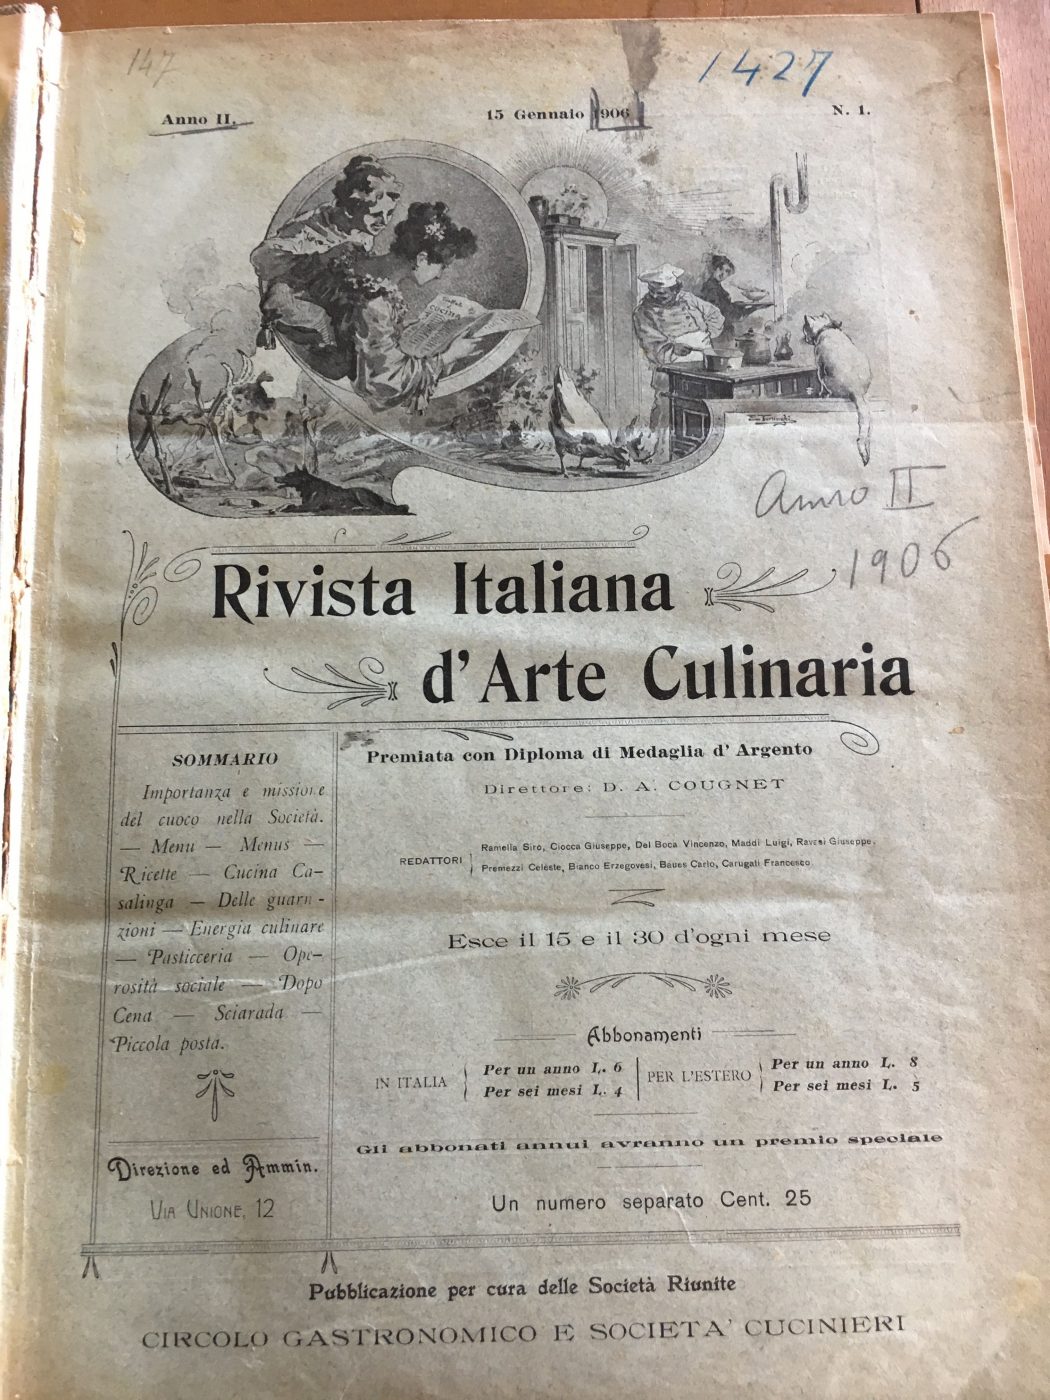 147
1427
Anno II.
15 Gennaio 1906
N. 1.
CUCINA
Anno II
1906
Rivista Italiana
d'Arte Culinaria
SOMMARIO
Importanza e missione
del cuoco nella Società.
— Menu — Menus —
Ricette — Cucina Ca-
salinga — Delle guarni-
zioni — Energia culinare
— Pasticceria — Ope-
rosità sociale — Dopo
Cena — Sciarada —
Piccola posta.
Direzione ed Ammin.
VIA UNIONE, 12
Premiata con Diploma di Medaglia d'Argento
Direttore: D. A. COUGNET
REDATTORI
Ramella Siro, Ciocca Giuseppe, Del Boca Vincenzo, Maddi Luigi, Ravesi Giuseppe.
Premezzi Celeste, Bianco Erzegovesi, Baues Carlo, Carugati Francesco
Esce il 15 e il 30 d'ogni mese
Abbonamenti
IN ITALIA
Per un anno L. 6
Per sei mesi L. 4
PER L'ESTERO
Per un anno L. 8
Per sei mesi L. 5
Gli abbonati annui avranno un premio speciale
Un numero separato Cent. 25
Pubblicazione per cura delle Società Riunite
CIRCOLO GASTRONOMICO E SOCIETA' CUCINIERI